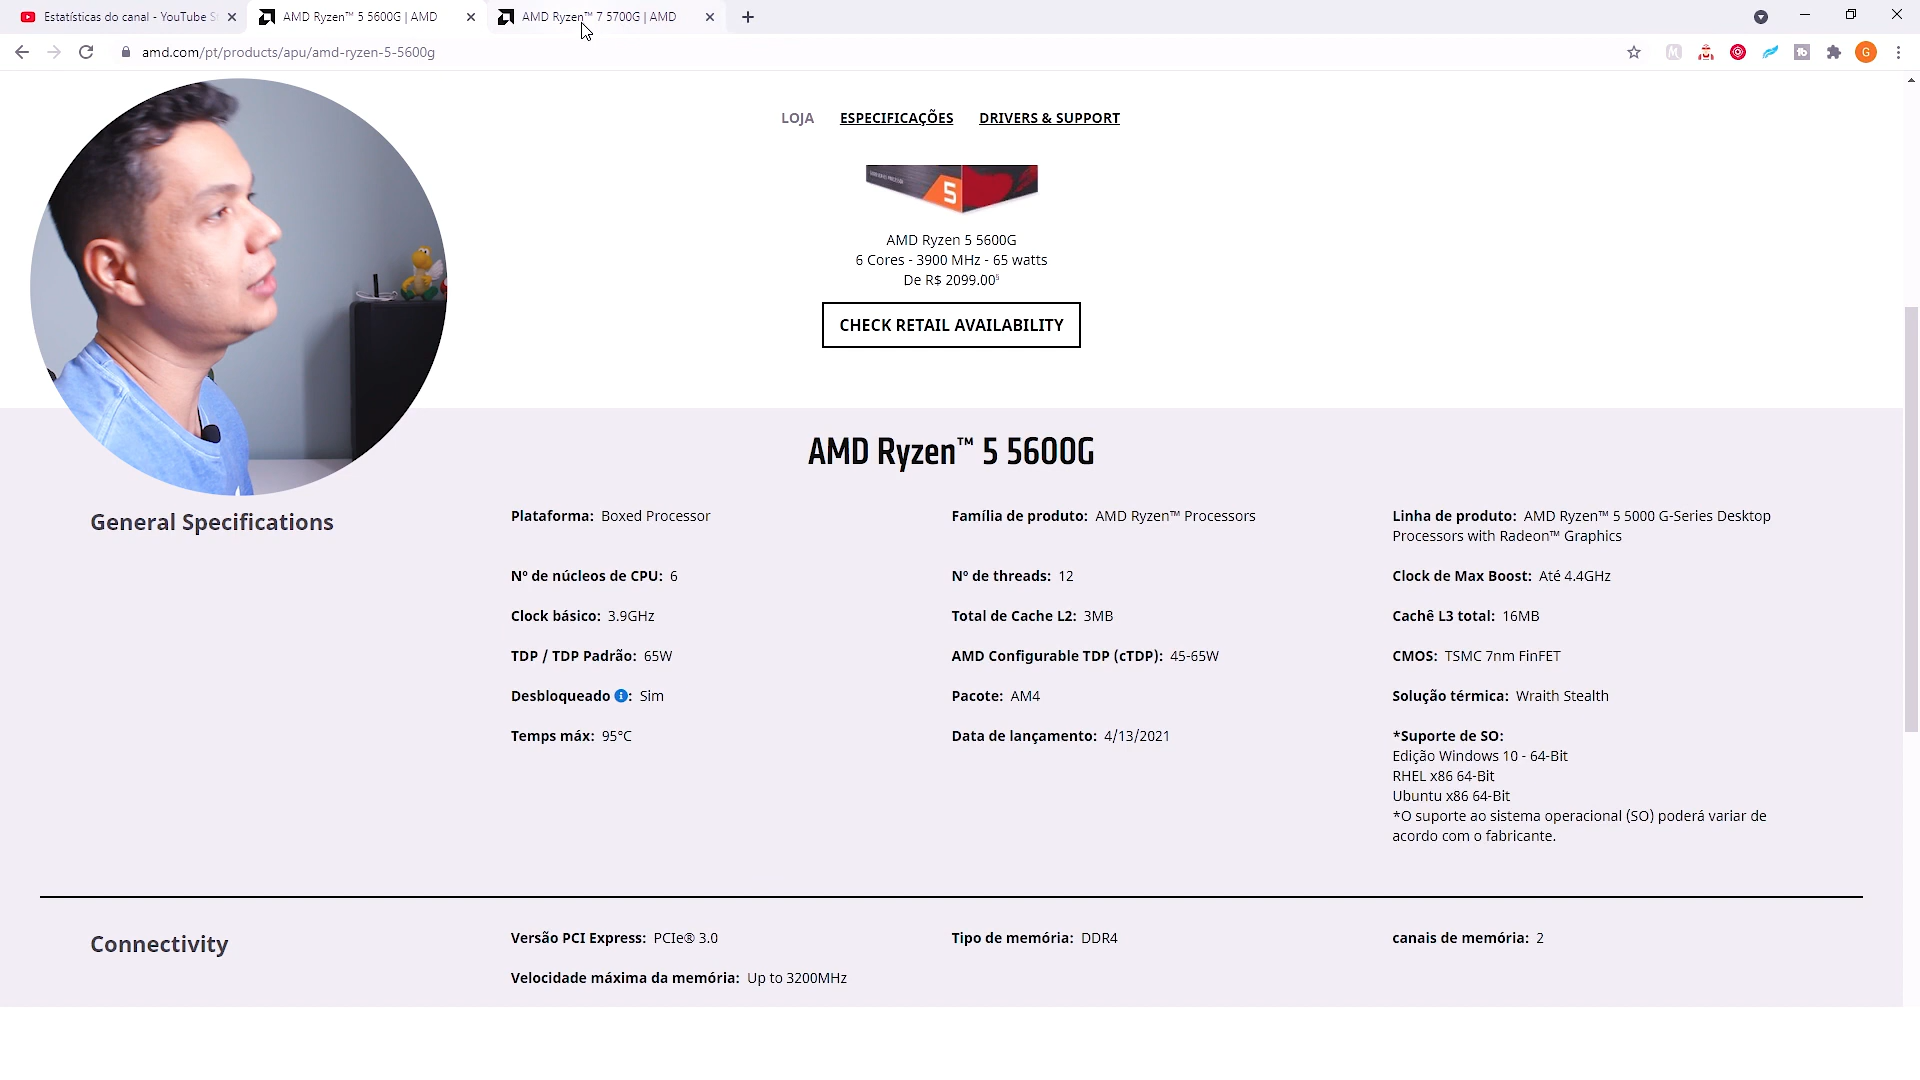 Estatísticas do canal - YouTube S
AMD Ryzen™ 5 5600G | AMD
AMD Ryzen™ 7 5700G | AMD
amd.com/pt/products/apu/amd-ryzen-5-5600g
G
LOJA
ESPECIFICAÇÕES
DRIVERS & SUPPORT
5
AMD Ryzen 5 5600G
6 Cores - 3900 MHz - 65 watts
De R$ 2099.00§
CHECK RETAIL AVAILABILITY
AMD Ryzen™ 5 5600G
General Specifications
Plataforma: Boxed Processor
Família de produto: AMD Ryzen™ Processors
Linha de produto: AMD Ryzen™ 5 5000 G-Series Desktop
Processors with Radeon™ Graphics
Nº de núcleos de CPU: 6
Nº de threads: 12
Clock de Max Boost: Até 4.4GHz
Clock básico: 3.9GHz
Total de Cache L2: 3MB
Cachê L3 total: 16MB
TDP / TDP Padrão: 65W
AMD Configurable TDP (cTDP): 45-65W
CMOS: TSMC 7nm FinFET
Desbloqueado i: Sim
Pacote: AM4
Solução térmica: Wraith Stealth
Temps máx: 95°C
Data de lançamento: 4/13/2021
*Suporte de SO:
Edição Windows 10 - 64-Bit
RHEL x86 64-Bit
Ubuntu x86 64-Bit
*O suporte ao sistema operacional (SO) poderá variar de
acordo com o fabricante.
Connectivity
Versão PCI Express: PCIe® 3.0
Tipo de memória: DDR4
canais de memória: 2
Velocidade máxima da memória: Up to 3200MHz